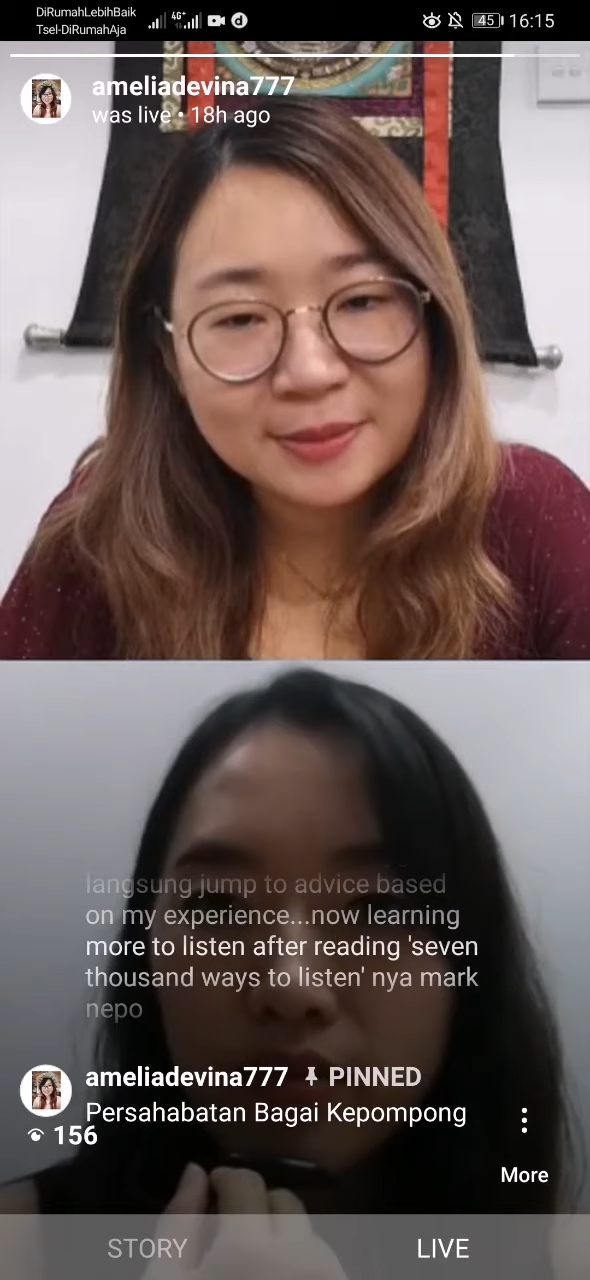 DiRumahLebihBaik
Tsel-DiRumahAja
4G+
45
16:15
ameliadevina777
was live • 18h ago
langsung jump to advice based
on my experience...now learning
more to listen after reading 'seven
thousand ways to listen' nya mark
nepo
ameliadevina777 PINNED
Persahabatan Bagai Kepompong
156
More
STORY
LIVE